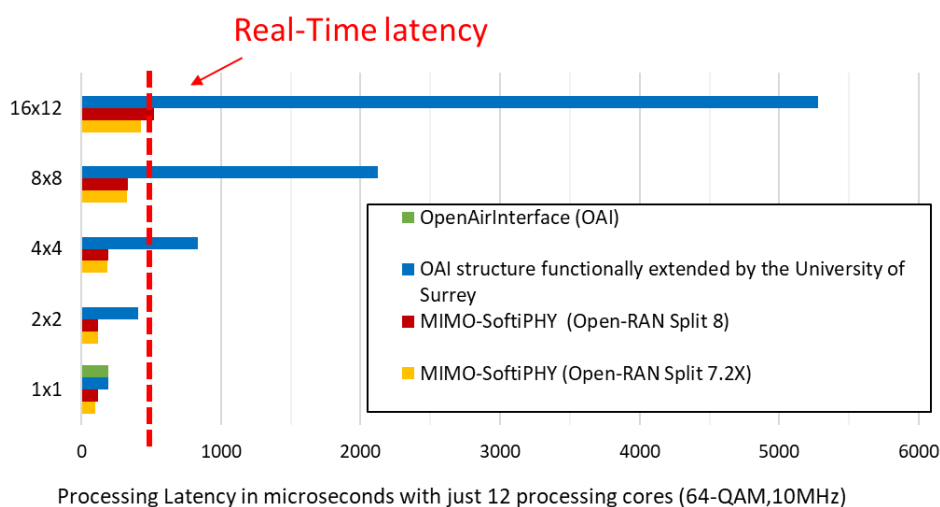 Real-Time latency
16x12
8x8
4x4
2x2
1x1
OpenAirInterface (OAI)
OAI structure functionally extended by the University of
Surrey
MIMO-SoftiPHY (Open-RAN Split 8)
MIMO-SoftiPHY (Open-RAN Split 7.2X)
0 1000 2000 3000 4000 5000 6000
Processing Latency in microseconds with just 12 processing cores (64-QAM,10MHz)